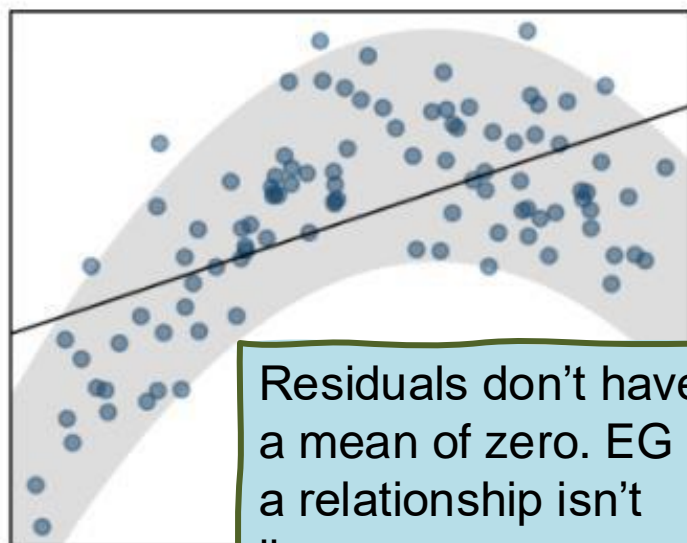 Residuals don’t have
a mean of zero. EG
a relationship isn’t